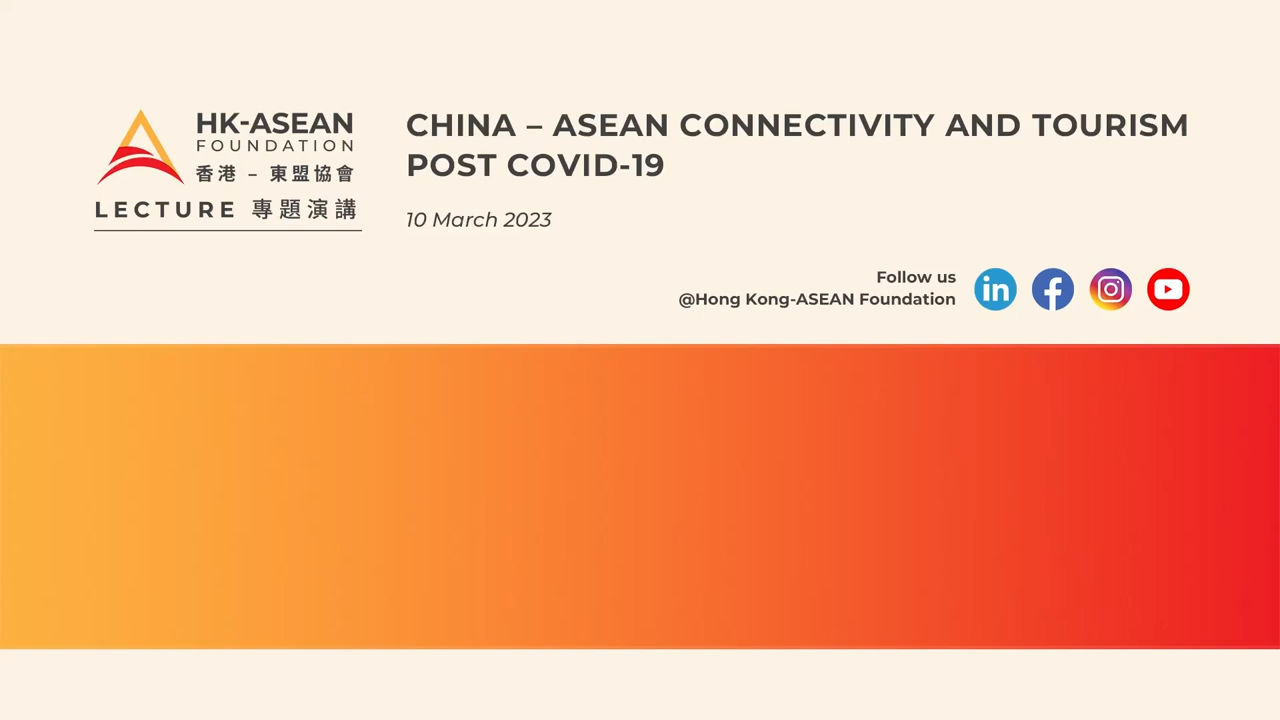 HK-ASEAN
FOUNDATION
香港 – 東盟協會
LECTURE 專題演講
CHINA – ASEAN CONNECTIVITY AND TOURISM
POST COVID-19
10 March 2023
Follow us
@Hong Kong-ASEAN Foundation
in
f